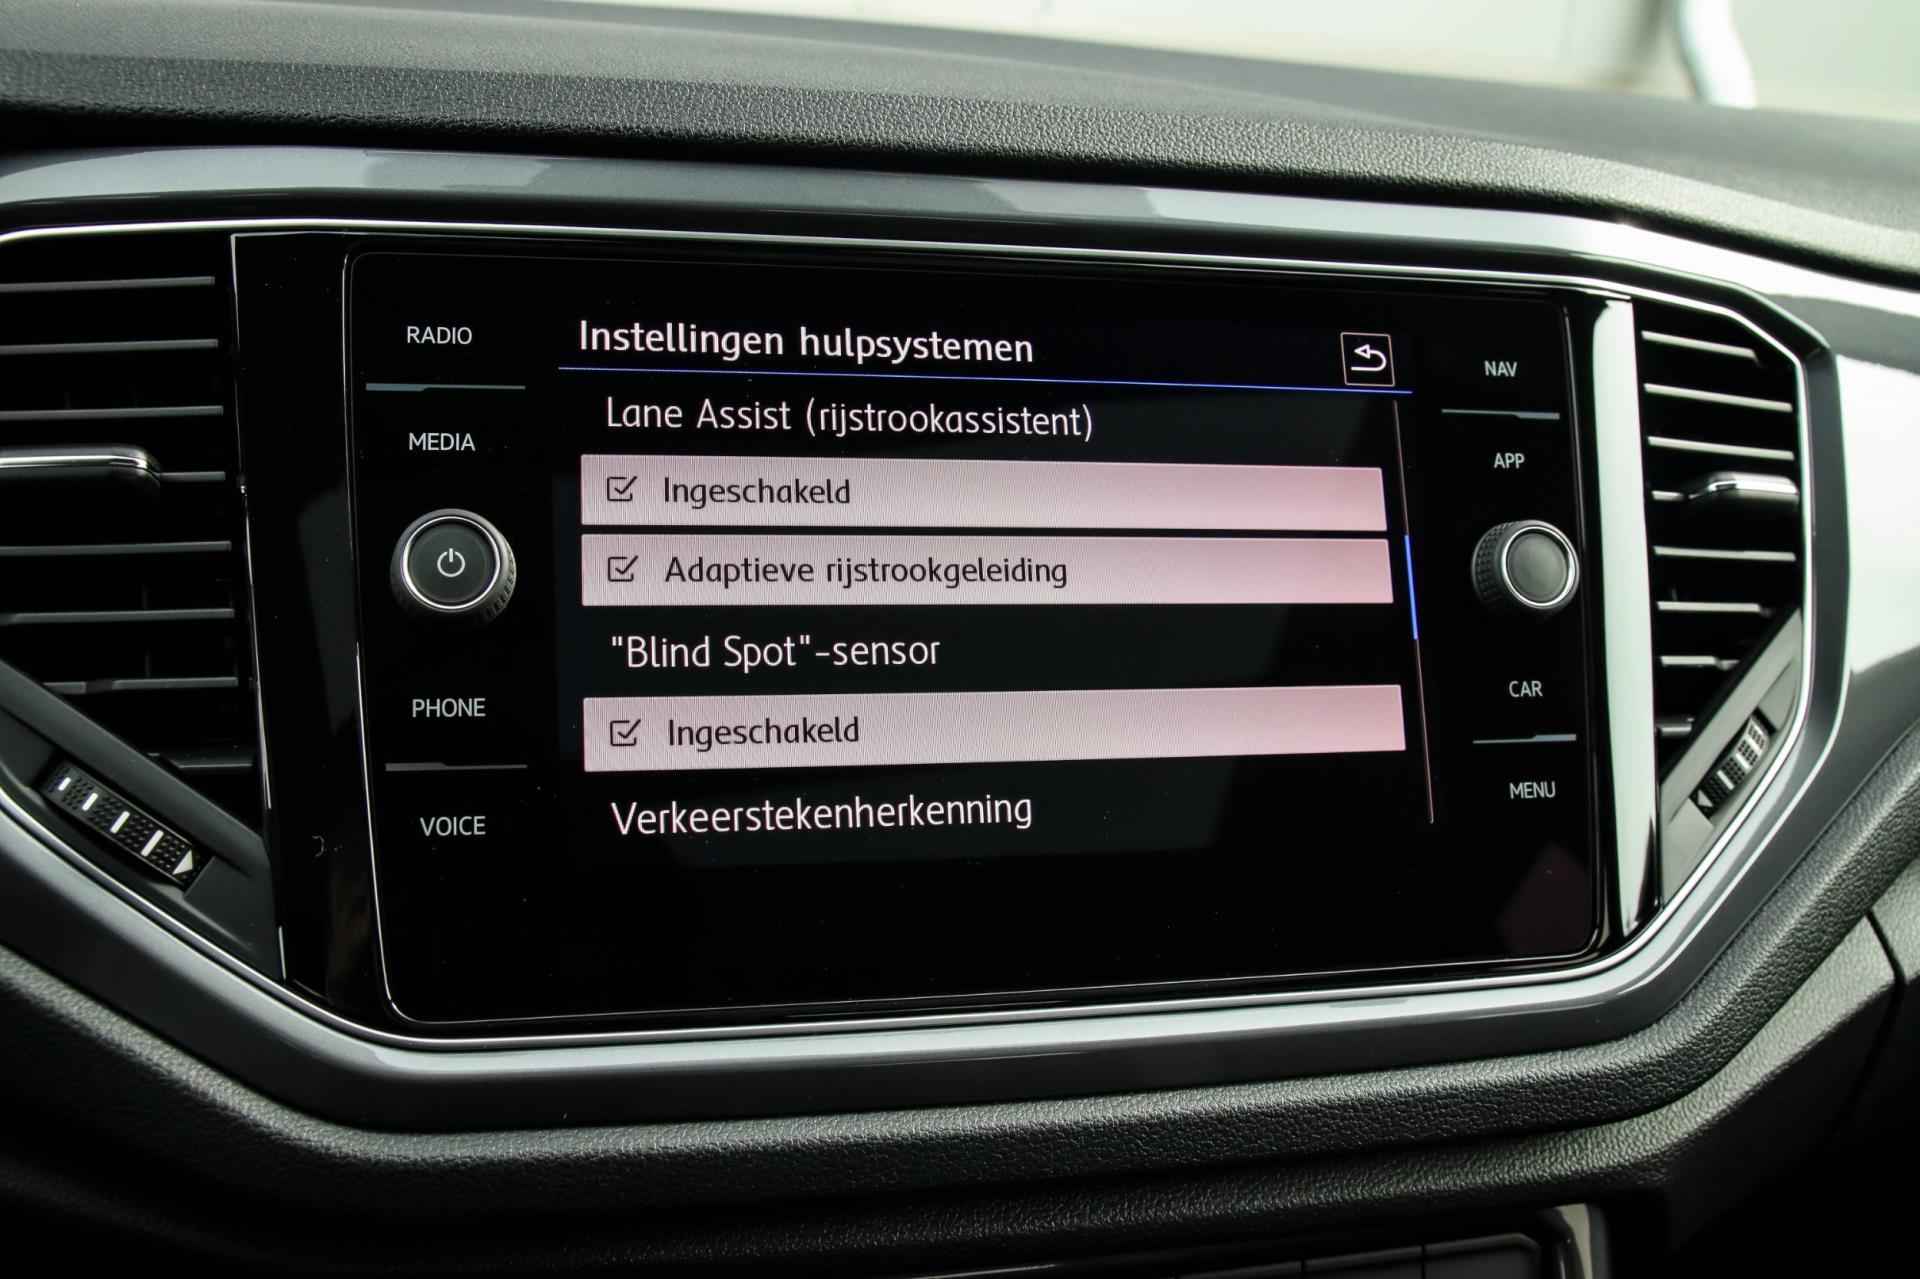 RADIO
MEDIA
PHONE
VOICE
Instellingen hulpsystemen
Lane Assist (rijstrookassistent)
Ingeschakeld
Adaptieve rijstrookgeleiding
"Blind Spot"-sensor
Ingeschakeld
Verkeerstekenherkenning
NAV
APP
CAR
MENU